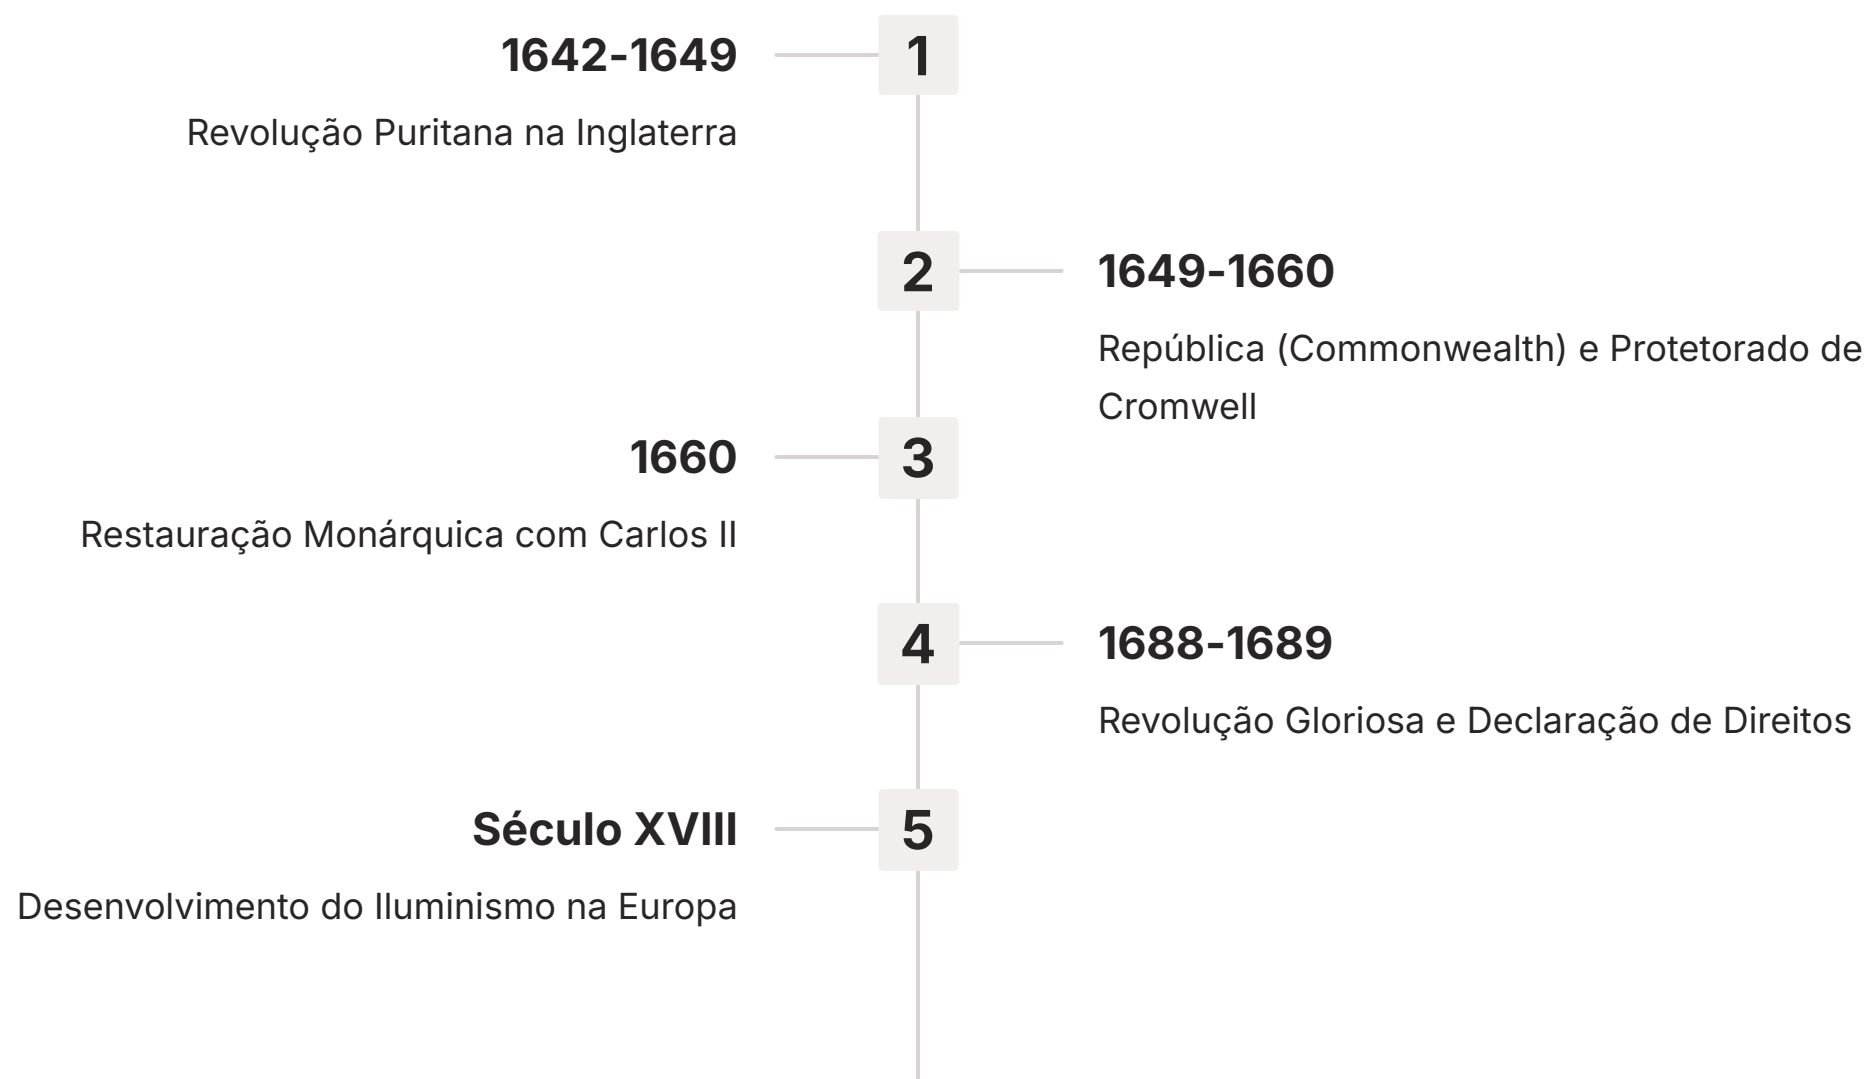 1642-1649
1
Revolução Puritana na Inglaterra
2
1649-1660
República (Commonwealth) e Protetorado de
Cromwell
1660
3
Restauração Monárquica com Carlos II
4
1688-1689
Revolução Gloriosa e Declaração de Direitos
Século XVIII
5
Desenvolvimento do Iluminismo na Europa